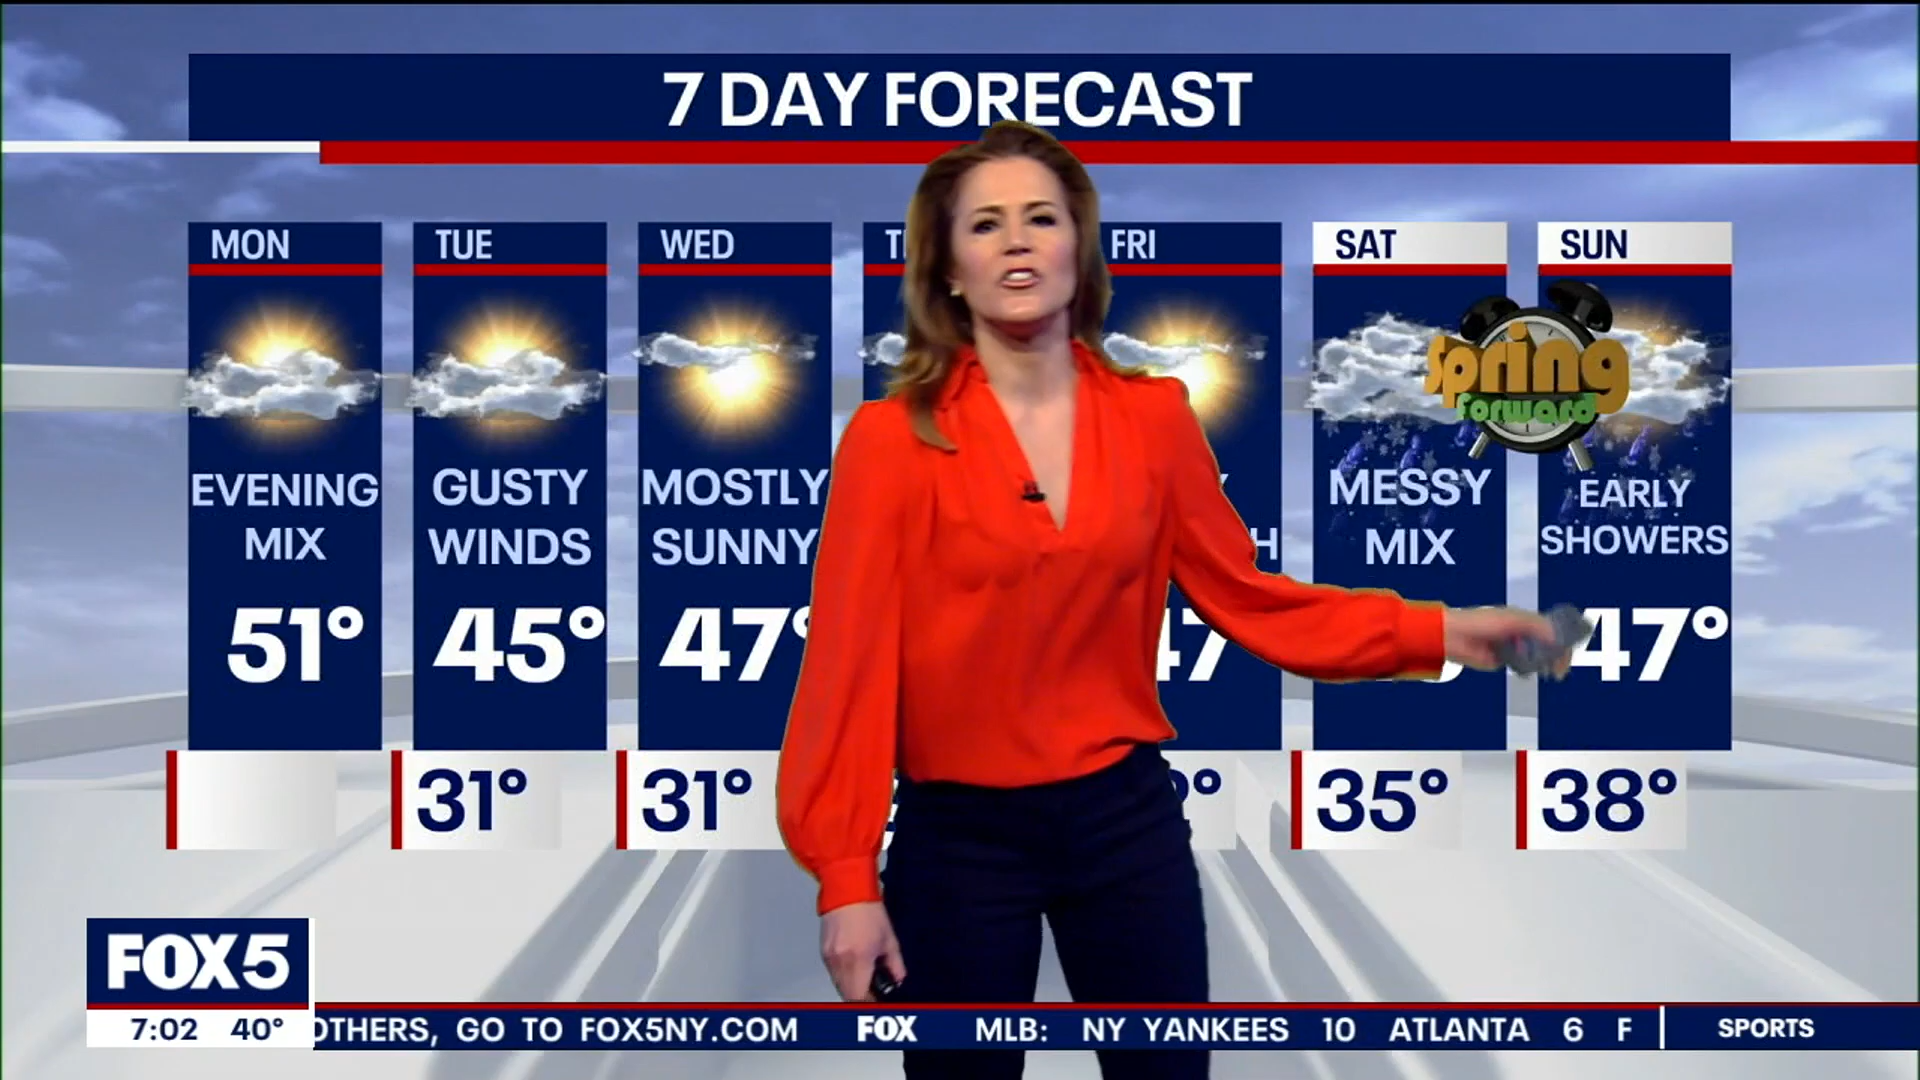 7 DAY FORECAST
MON
TUE
WED
FRI
SAT
SUN
Spring
forward
EVENING
MIX
GUSTY
WINDS
MOSTLY
SUNNY
MESSY
MIX
EARLY
SHOWERS
51°
45°
47°
47
47°
31°
31°
35°
38°
FOX5
7:02 40°
OTHERS, GO TO FOX5NY.COM FOX MLB: NY YANKEES 10 ATLANTA 6 F SPORTS